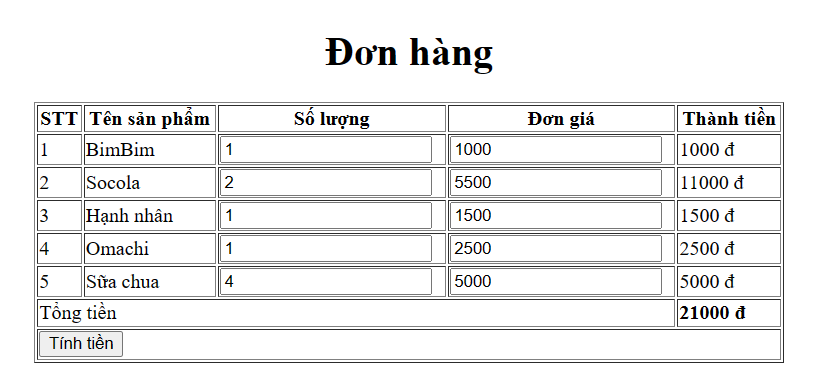 Đơn hàng
STT Tên sản phẩm Số lượng Đơn giá Thành tiền
1 BimBim 1 1000 1000 đ
2 Socola 2 5500 11000 đ
3 Hạnh nhân 1 1500 1500 đ
4 Omachi 1 2500 2500 đ
5 Sữa chua 4 5000 5000 đ
Tổng tiền 21000 đ
Tính tiền